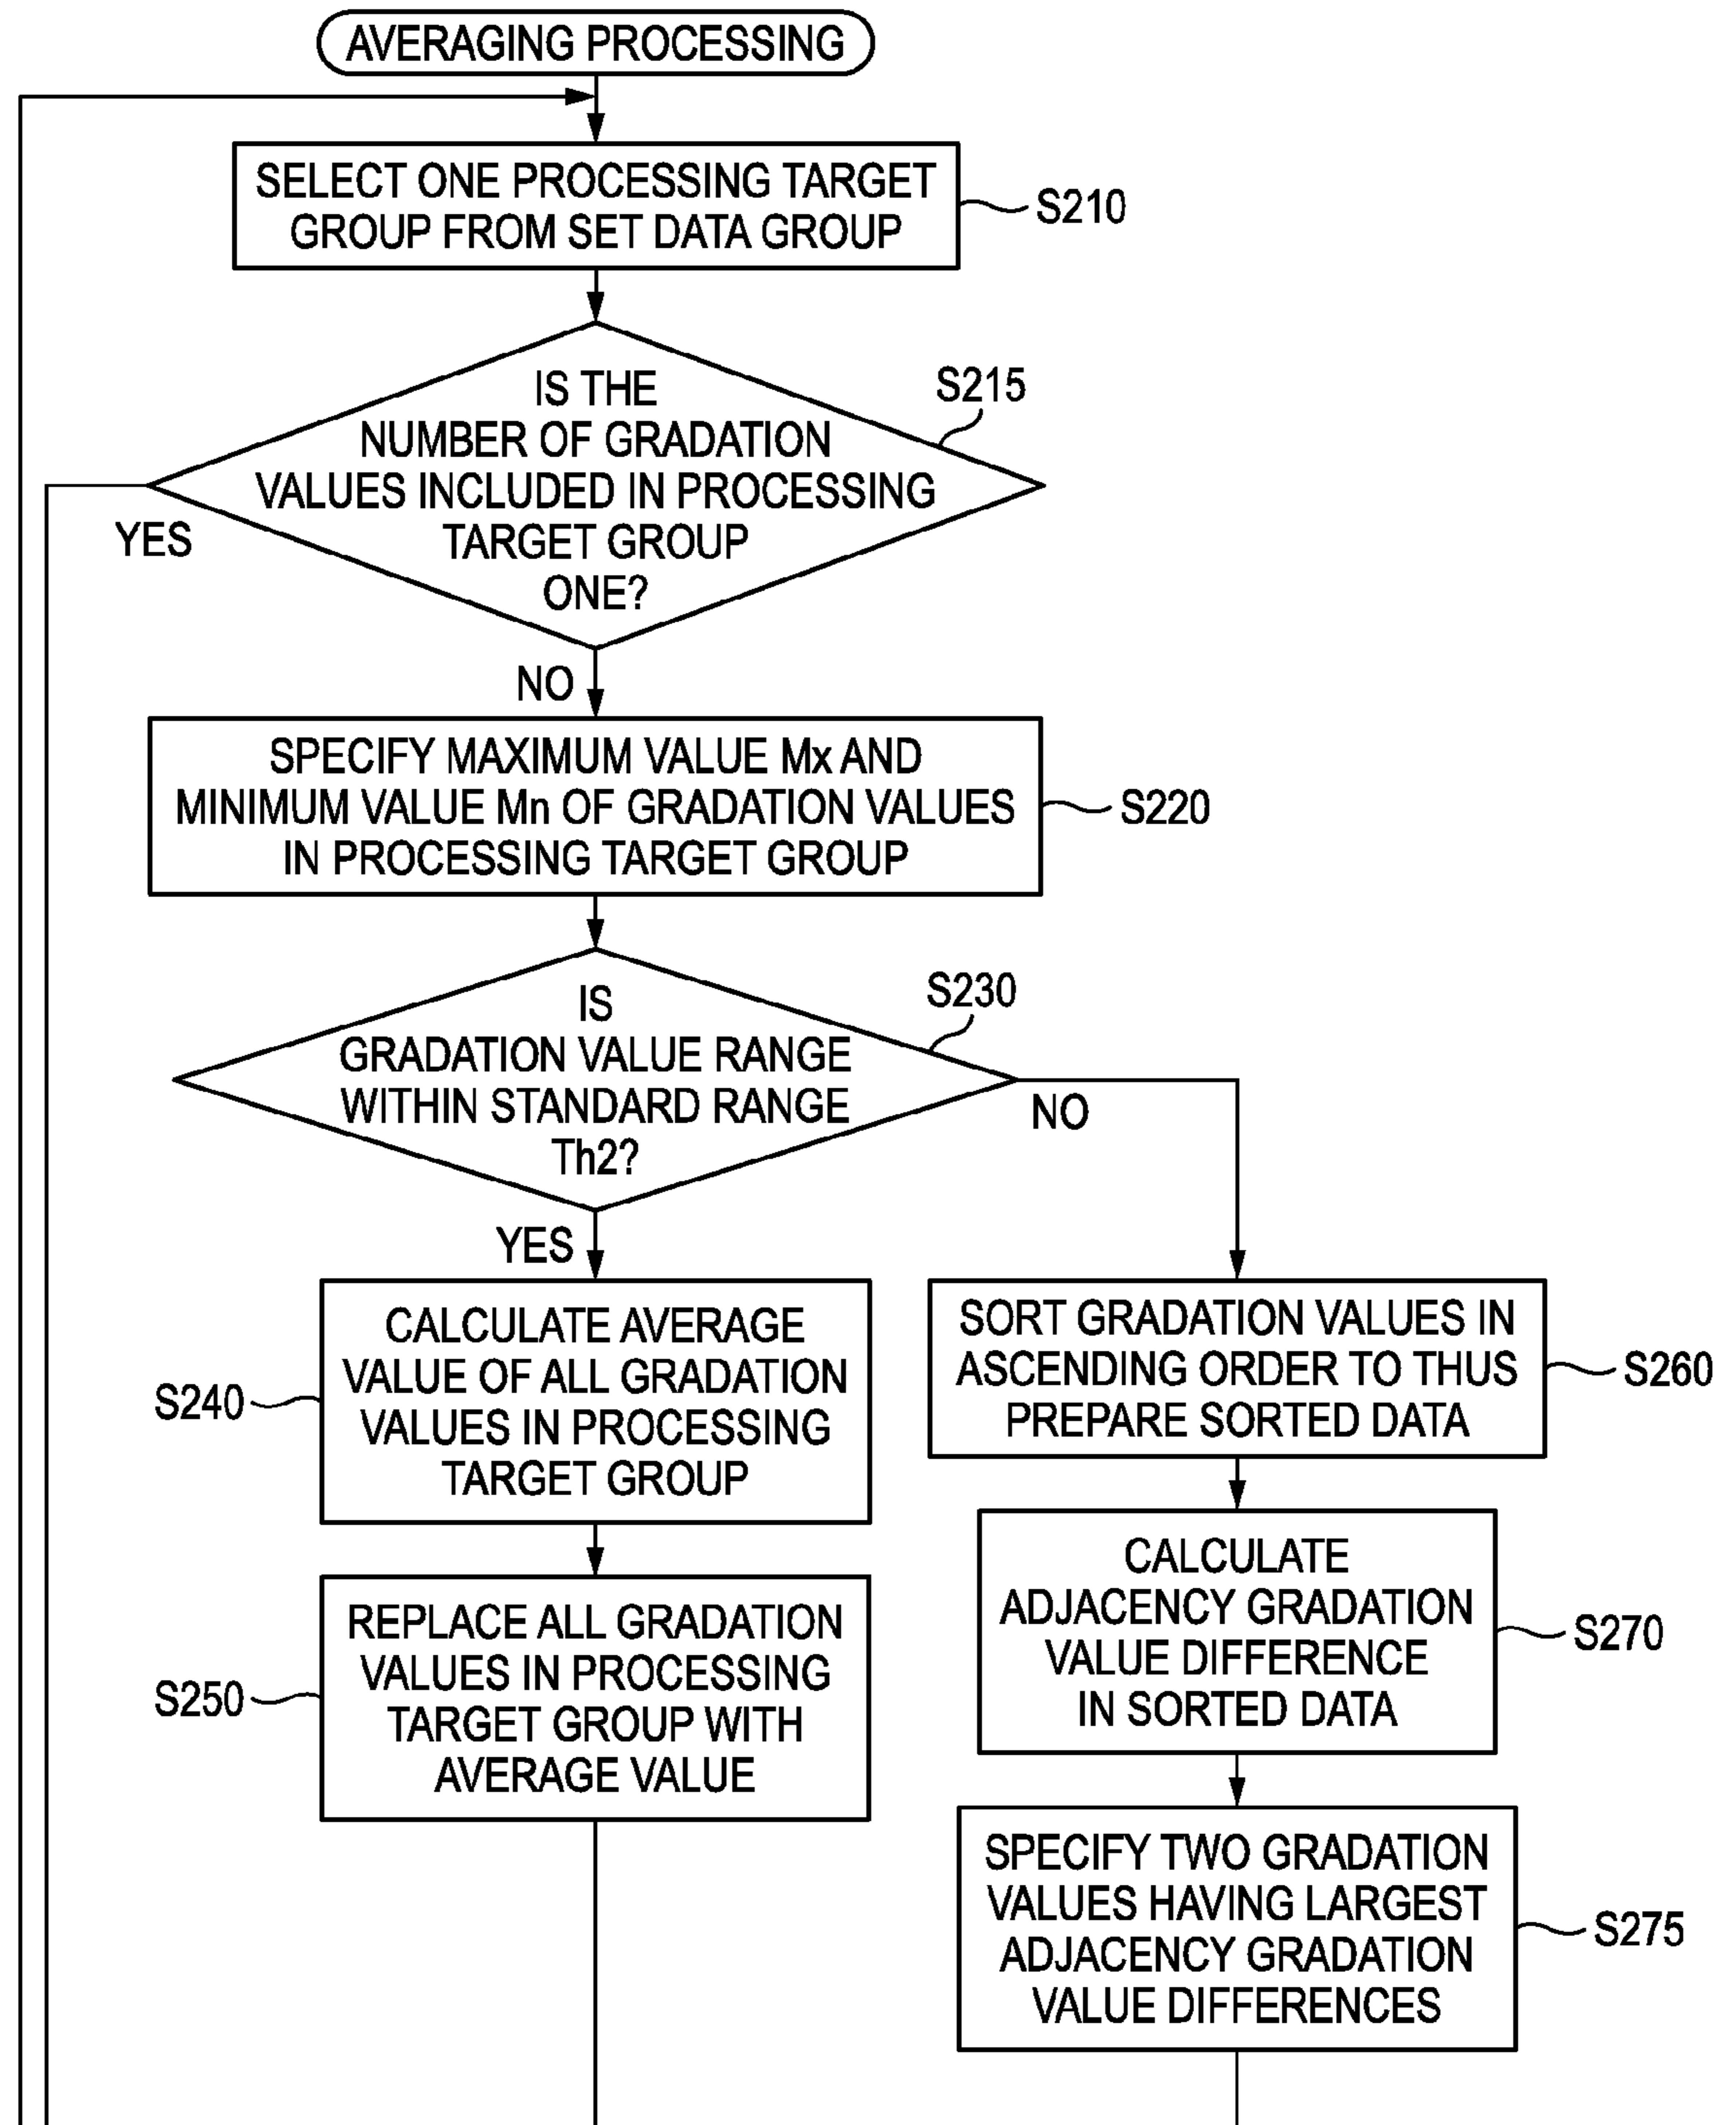 AVERAGING PROCESSING
SELECT ONE PROCESSING TARGET
GROUP FROM SET DATA GROUP
S210
IS THE
NUMBER OF GRADATION
VALUES INCLUDED IN PROCESSING
TARGET GROUP
ONE?
S215
YES
NO
SPECIFY MAXIMUM VALUE Mx AND
MINIMUM VALUE Mn OF GRADATION VALUES
IN PROCESSING TARGET GROUP
S220
IS
GRADATION VALUE RANGE
WITHIN STANDARD RANGE
Th2?
S230
NO
YES
CALCULATE AVERAGE
VALUE OF ALL GRADATION
VALUES IN PROCESSING
TARGET GROUP
S240
REPLACE ALL GRADATION
VALUES IN PROCESSING
TARGET GROUP WITH
AVERAGE VALUE
S250
SORT GRADATION VALUES IN
ASCENDING ORDER TO THUS
PREPARE SORTED DATA
S260
CALCULATE
ADJACENCY GRADATION
VALUE DIFFERENCE
IN SORTED DATA
S270
SPECIFY TWO GRADATION
VALUES HAVING LARGEST
ADJACENCY GRADATION
VALUE DIFFERENCES
S275